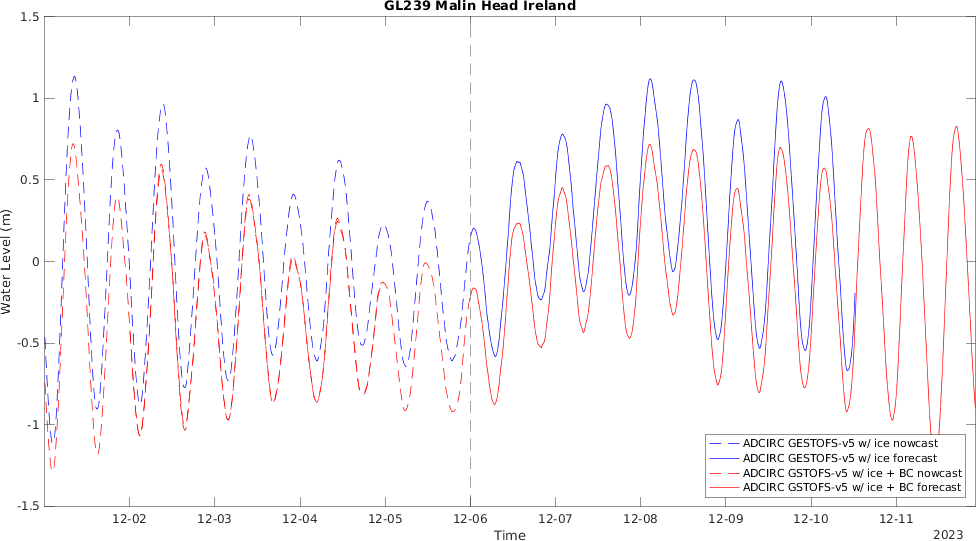 GL239 Malin Head Ireland
1.5
1
0.5
0
-0.5
-1
-1.5
Water Level (m)
12-02 12-03 12-04 12-05 12-06 12-07 12-08 12-09 12-10 12-11
Time
2023
ADCIRC GESTOFS-v5 w/ ice nowcast
ADCIRC GESTOFS-v5 w/ ice forecast
ADCIRC GSTOFS-v5 w/ ice + BC nowcast
ADCIRC GSTOFS-v5 w/ ice + BC forecast